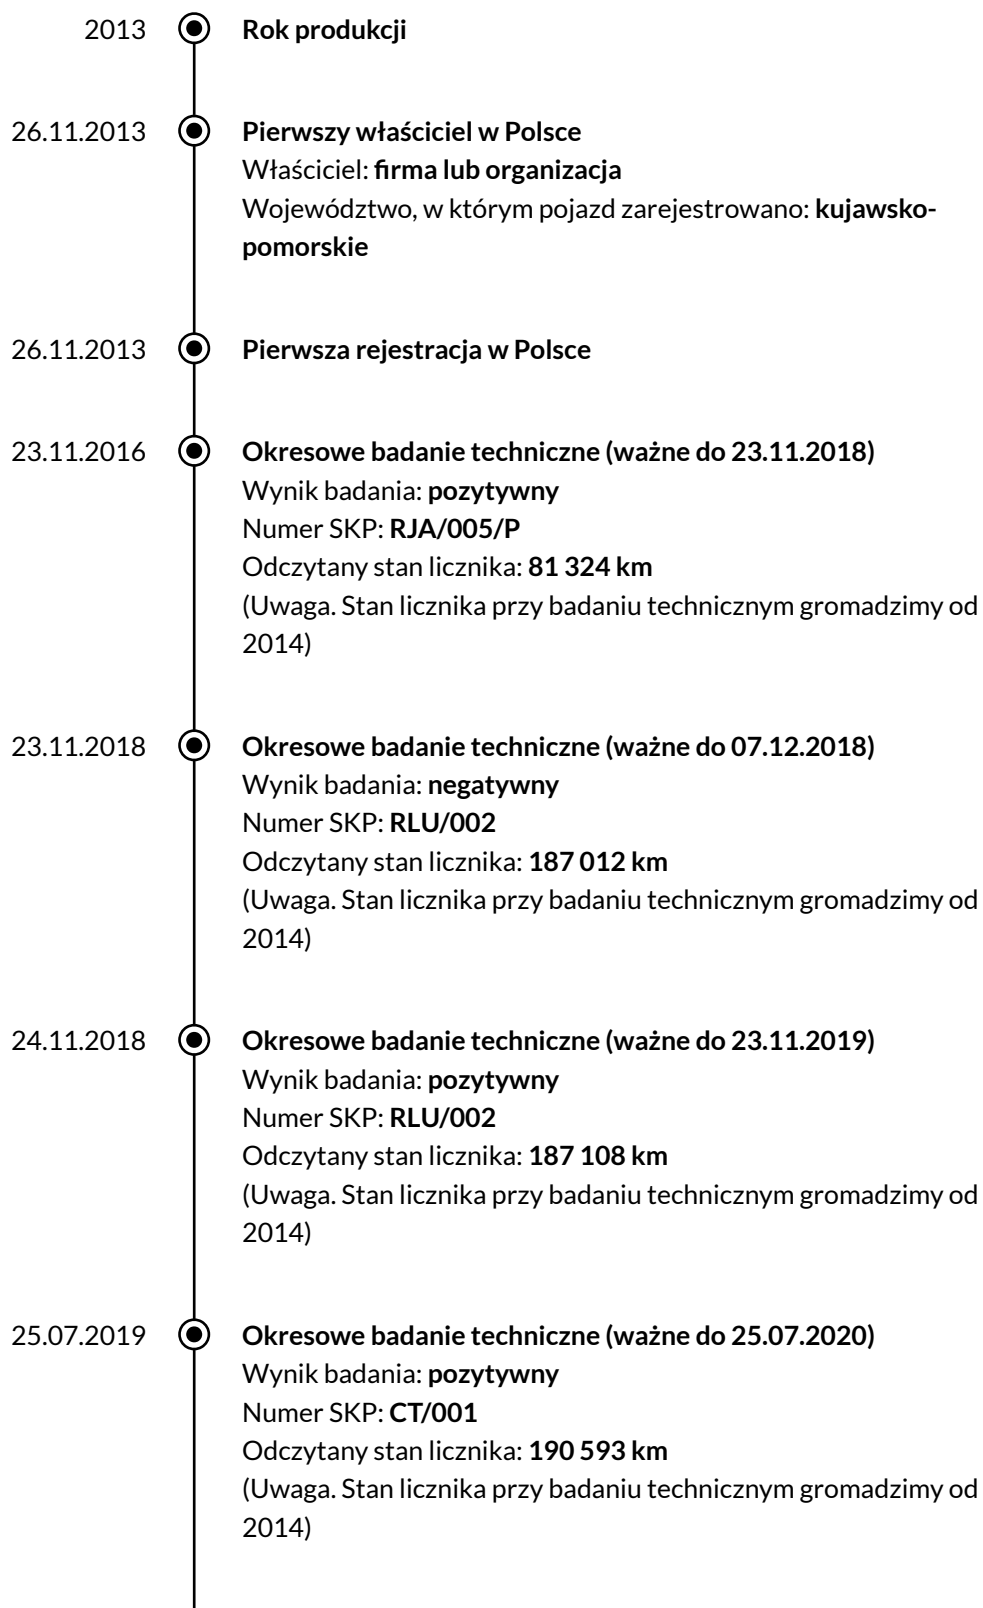 2013 Rok produkcji
26.11.2013 Pierwszy właściciel w Polsce
Właściciel: firma lub organizacja
Województwo, w którym pojazd zarejestrowano: kujawsko-
pomorskie
26.11.2013 Pierwsza rejestracja w Polsce
23.11.2016 Okresowe badanie techniczne (ważne do 23.11.2018)
Wynik badania: pozytywny
Numer SKP: RJA/005/P
Odczytany stan licznika: 81 324 km
(Uwaga. Stan licznika przy badaniu technicznym gromadzimy od
2014)
23.11.2018 Okresowe badanie techniczne (ważne do 07.12.2018)
Wynik badania: negatywny
Numer SKP: RLU/002
Odczytany stan licznika: 187 012 km
(Uwaga. Stan licznika przy badaniu technicznym gromadzimy od
2014)
24.11.2018 Okresowe badanie techniczne (ważne do 23.11.2019)
Wynik badania: pozytywny
Numer SKP: RLU/002
Odczytany stan licznika: 187 108 km
(Uwaga. Stan licznika przy badaniu technicznym gromadzimy od
2014)
25.07.2019 Okresowe badanie techniczne (ważne do 25.07.2020)
Wynik badania: pozytywny
Numer SKP: CT/001
Odczytany stan licznika: 190 593 km
(Uwaga. Stan licznika przy badaniu technicznym gromadzimy od
2014)